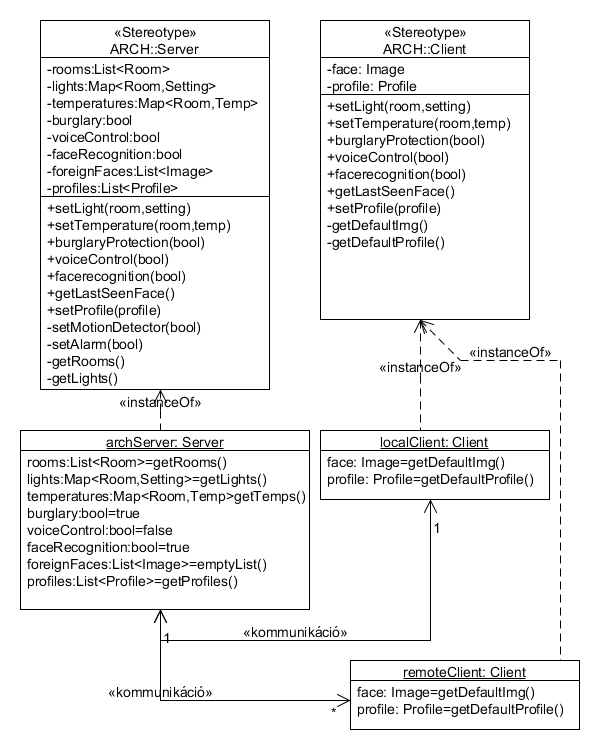 «Stereotype»
ARCH::Server
-rooms:List<Room>
-lights:Map<Room,Setting>
-temperatures:Map<Room,Temp>
-burglary:bool
-voiceControl:bool
-faceRecognition:bool
-foreignFaces:List<Image>
-profiles:List<Profile>
+setLight(room,setting)
+setTemperature(room,temp)
+burglaryProtection(bool)
+voiceControl(bool)
+facerecognition(bool)
+getLastSeenFace()
+setProfile(profile)
-setMotionDetector(bool)
-setAlarm(bool)
-getRooms()
-getLights()
«Stereotype»
ARCH::Client
-face: Image
-profile: Profile
+setLight(room,setting)
+setTemperature(room,temp)
+burglaryProtection(bool)
+voiceControl(bool)
+facerecognition(bool)
+getLastSeenFace()
+setProfile(profile)
-getDefaultImg()
-getDefaultProfile()
«instanceOf»
«instanceOf»
«instanceOf»
archServer: Server
rooms:List<Room>=getRooms()
lights:Map<Room,Setting>=getLights()
temperatures:Map<Room,Temp>getTemps()
burglary:bool=true
voiceControl:bool=false
faceRecognition:bool=true
foreignFaces:List<Image>=emptyList()
profiles:List<Profile>=getProfiles()
localClient: Client
face: Image=getDefaultImg()
profile: Profile=getDefaultProfile()
1
1
«kommunikáció»
«kommunikáció»
*
remoteClient: Client
face: Image=getDefaultImg()
profile: Profile=getDefaultProfile()